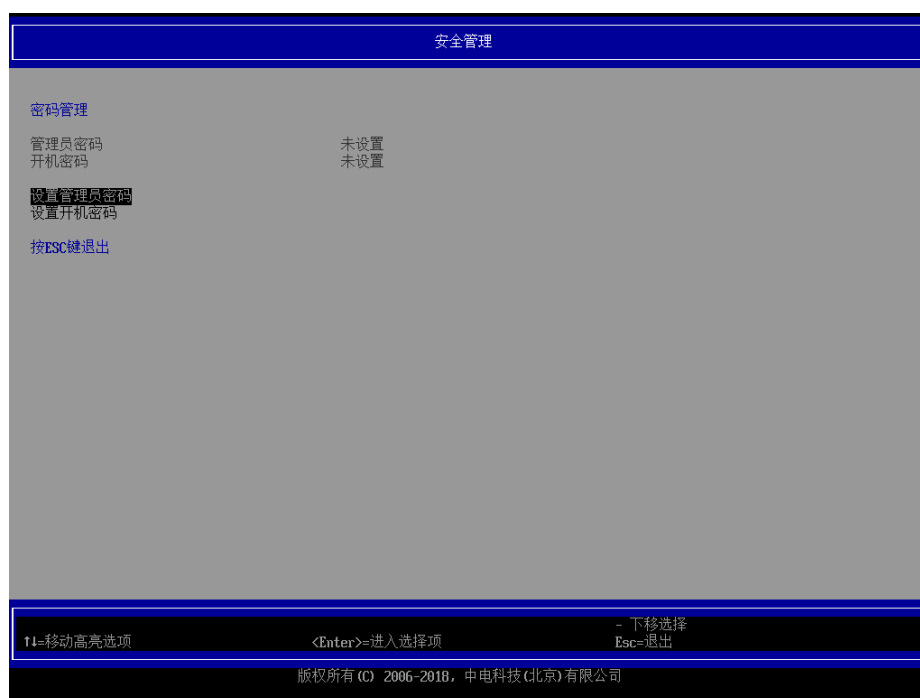 安全管理
密码管理
管理员密码 未设置
开机密码 未设置
设置管理员密码
设置开机密码
按ESC键退出
- 下移选择
↑↓=移动高亮选项 <Enter>=进入选择项 Esc=退出
版权所有(C) 2006-2018, 中电科技(北京)有限公司